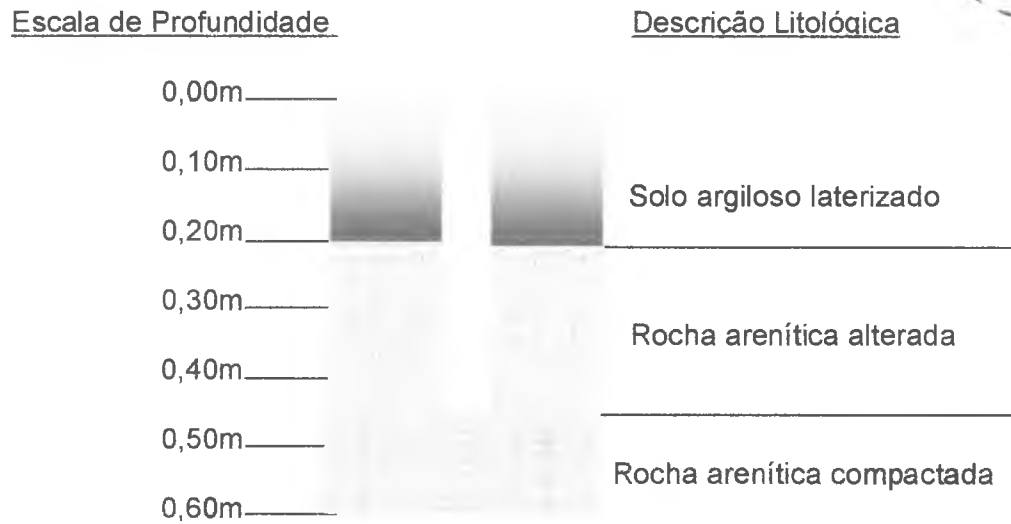 Escala de Profundidade
Descrição Litológica
0,00m
0,10m
Solo argiloso laterizado
0,20m
0,30m
Rocha arenítica alterada
0,40m
0,50m
Rocha arenítica compactada
0,60m